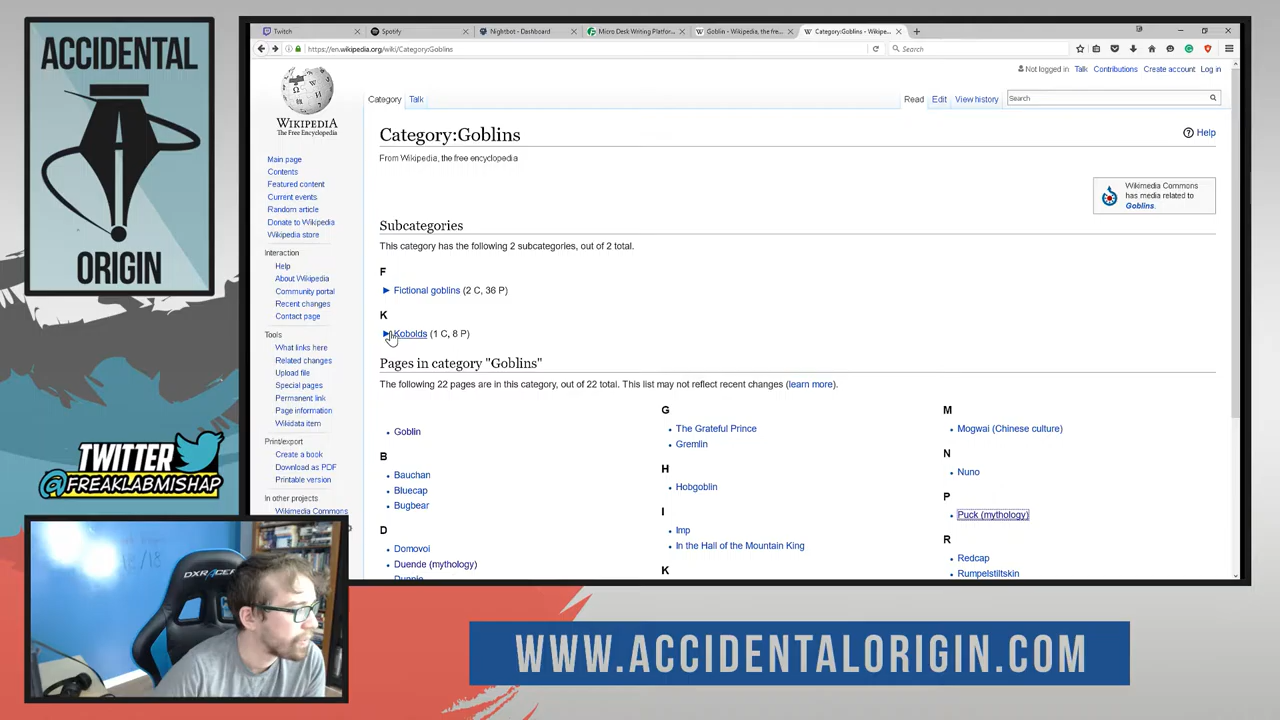 ACCIDENTAL
ORIGIN
TWITTER
@FREAKLABMISHAP
Twitch
Spotify
Nightbot - Dashboard
Micro Desk Writing Platfor...
Goblin - Wikipedia, the fre...
Category:Goblins - Wikipe...
https://en.wikipedia.org/wiki/Category:Goblins
Search
Not logged in Talk Contributions Create account Log in
Category Talk
Read Edit View history
Search
WIKIPEDIA
The Free Encyclopedia
Main page
Contents
Featured content
Current events
Random article
Donate to Wikipedia
Wikipedia store
Interaction
Help
About Wikipedia
Community portal
Recent changes
Contact page
Tools
What links here
Related changes
Upload file
Special pages
Permanent link
Page information
Wikidata item
Print/export
Create a book
Download as PDF
Printable version
In other projects
Wikimedia Commons
Category:Goblins
Help
From Wikipedia, the free encyclopedia
Wikimedia Commons
has media related to
Goblins.
Subcategories
This category has the following 2 subcategories, out of 2 total.
F
Fictional goblins (2 C, 36 P)
K
Kobolds (1 C, 8 P)
Pages in category "Goblins"
The following 22 pages are in this category, out of 22 total. This list may not reflect recent changes (learn more).
Goblin
B
Bauchan
Bluecap
Bugbear
D
Domovoi
Duende (mythology)
G
The Grateful Prince
Gremlin
H
Hobgoblin
I
Imp
In the Hall of the Mountain King
K
M
Mogwai (Chinese culture)
N
Nuno
P
Puck (mythology)
R
Redcap
Rumpelstiltskin
DXRACER
WWW.ACCIDENTALORIGIN.COM